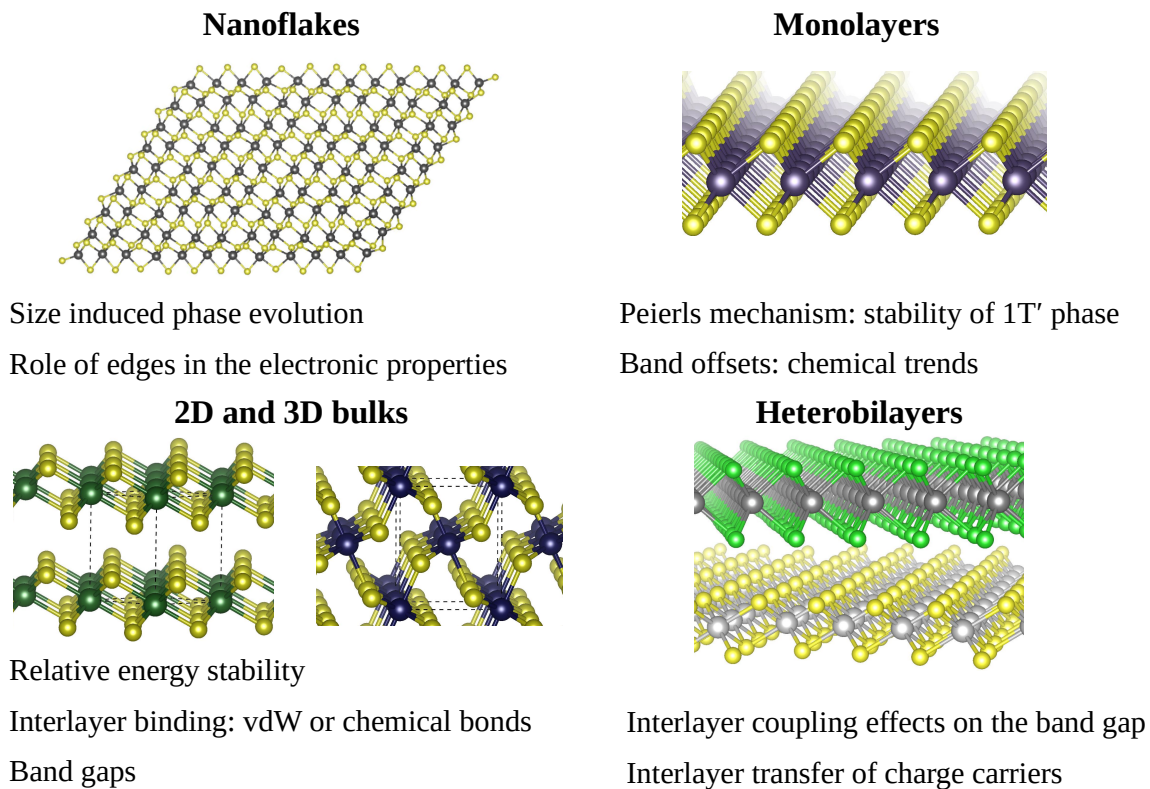 Nanoflakes
Monolayers
Size induced phase evolution
Role of edges in the electronic properties
Peierls mechanism: stability of 1T′ phase
Band offsets: chemical trends
2D and 3D bulks
Heterobilayers
Relative energy stability
Interlayer binding: vdW or chemical bonds
Band gaps
Interlayer coupling effects on the band gap
Interlayer transfer of charge carriers